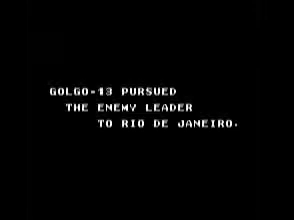 GOLGO-13 PURSUED
THE ENEMY LEADER
TO RIO DE JANEIRO.